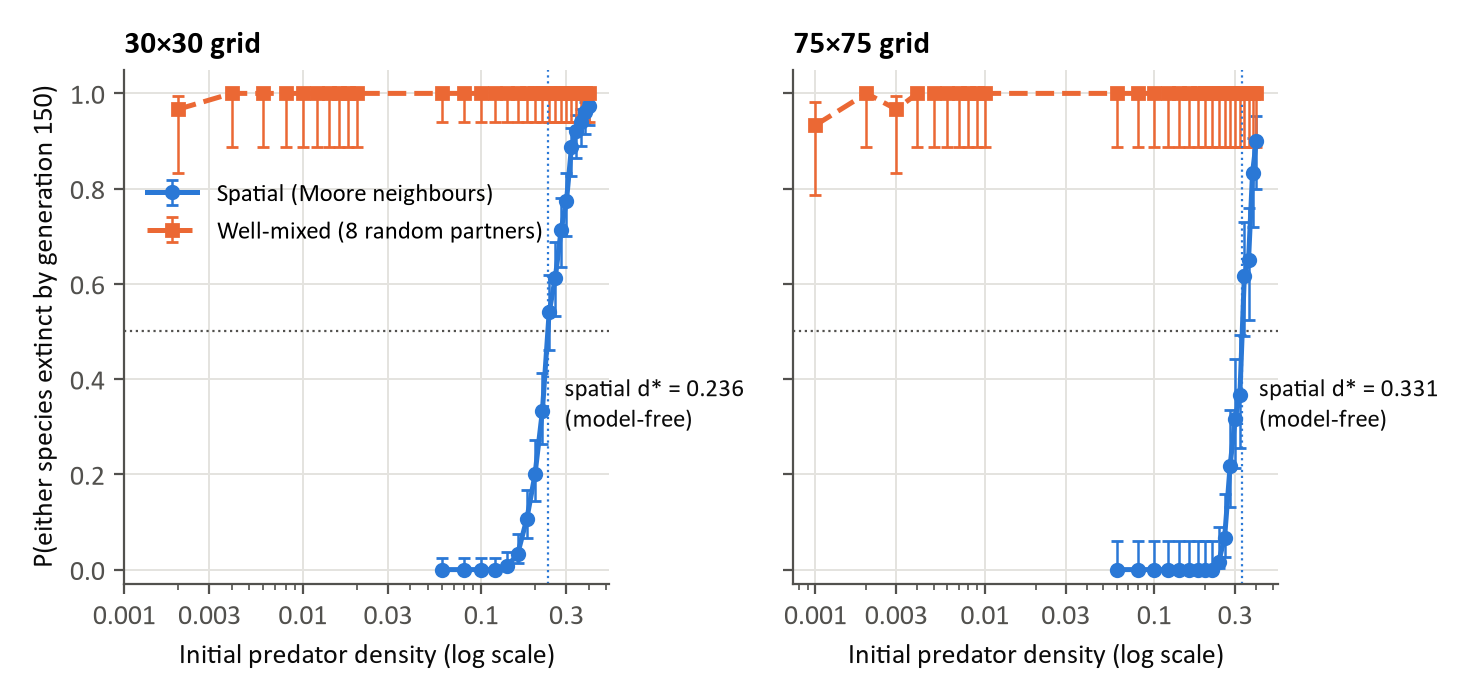 30×30 grid
75×75 grid
P(either species extinct by generation 150)
1.0
0.8
0.6
0.4
0.2
0.0
Spatial (Moore neighbours)
Well-mixed (8 random partners)
spatial d* = 0.236
(model-free)
spatial d* = 0.331
(model-free)
0.001 0.003 0.01 0.03 0.1 0.3
0.001 0.003 0.01 0.03 0.1 0.3
Initial predator density (log scale)
Initial predator density (log scale)